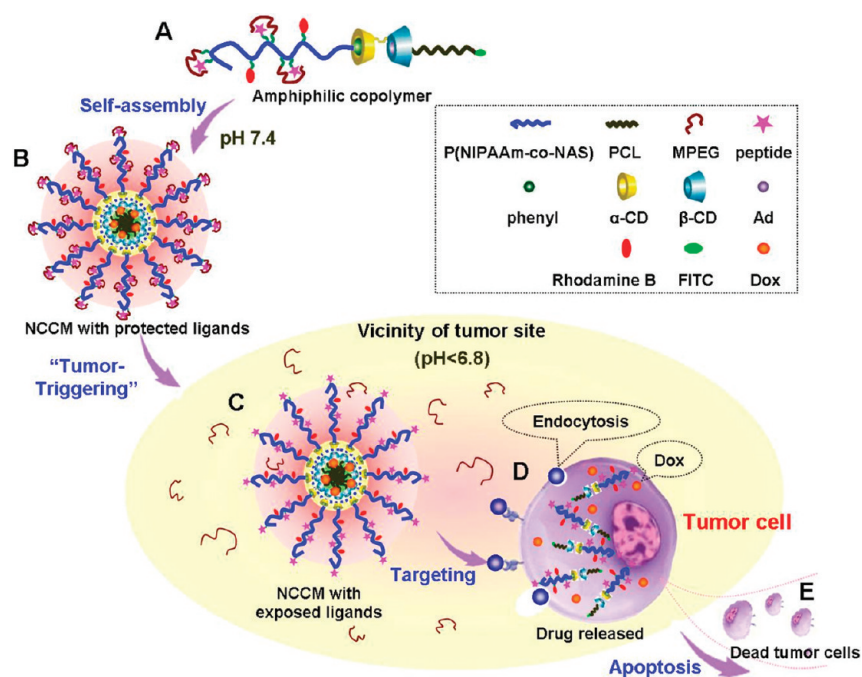 A
Amphiphilic copolymer
Self-assembly
pH 7.4
P(NIPAAm-co-NAS) PCL MPEG peptide
phenyl α-CD β-CD Ad
Rhodamine B FITC Dox
B
NCCM with protected ligands
“Tumor-
Triggering”
Vicinity of tumor site
(pH<6.8)
C
NCCM with
exposed ligands
Targeting
Endocytosis
D
Dox
Tumor cell
Drug released
E
Dead tumor cells
Apoptosis